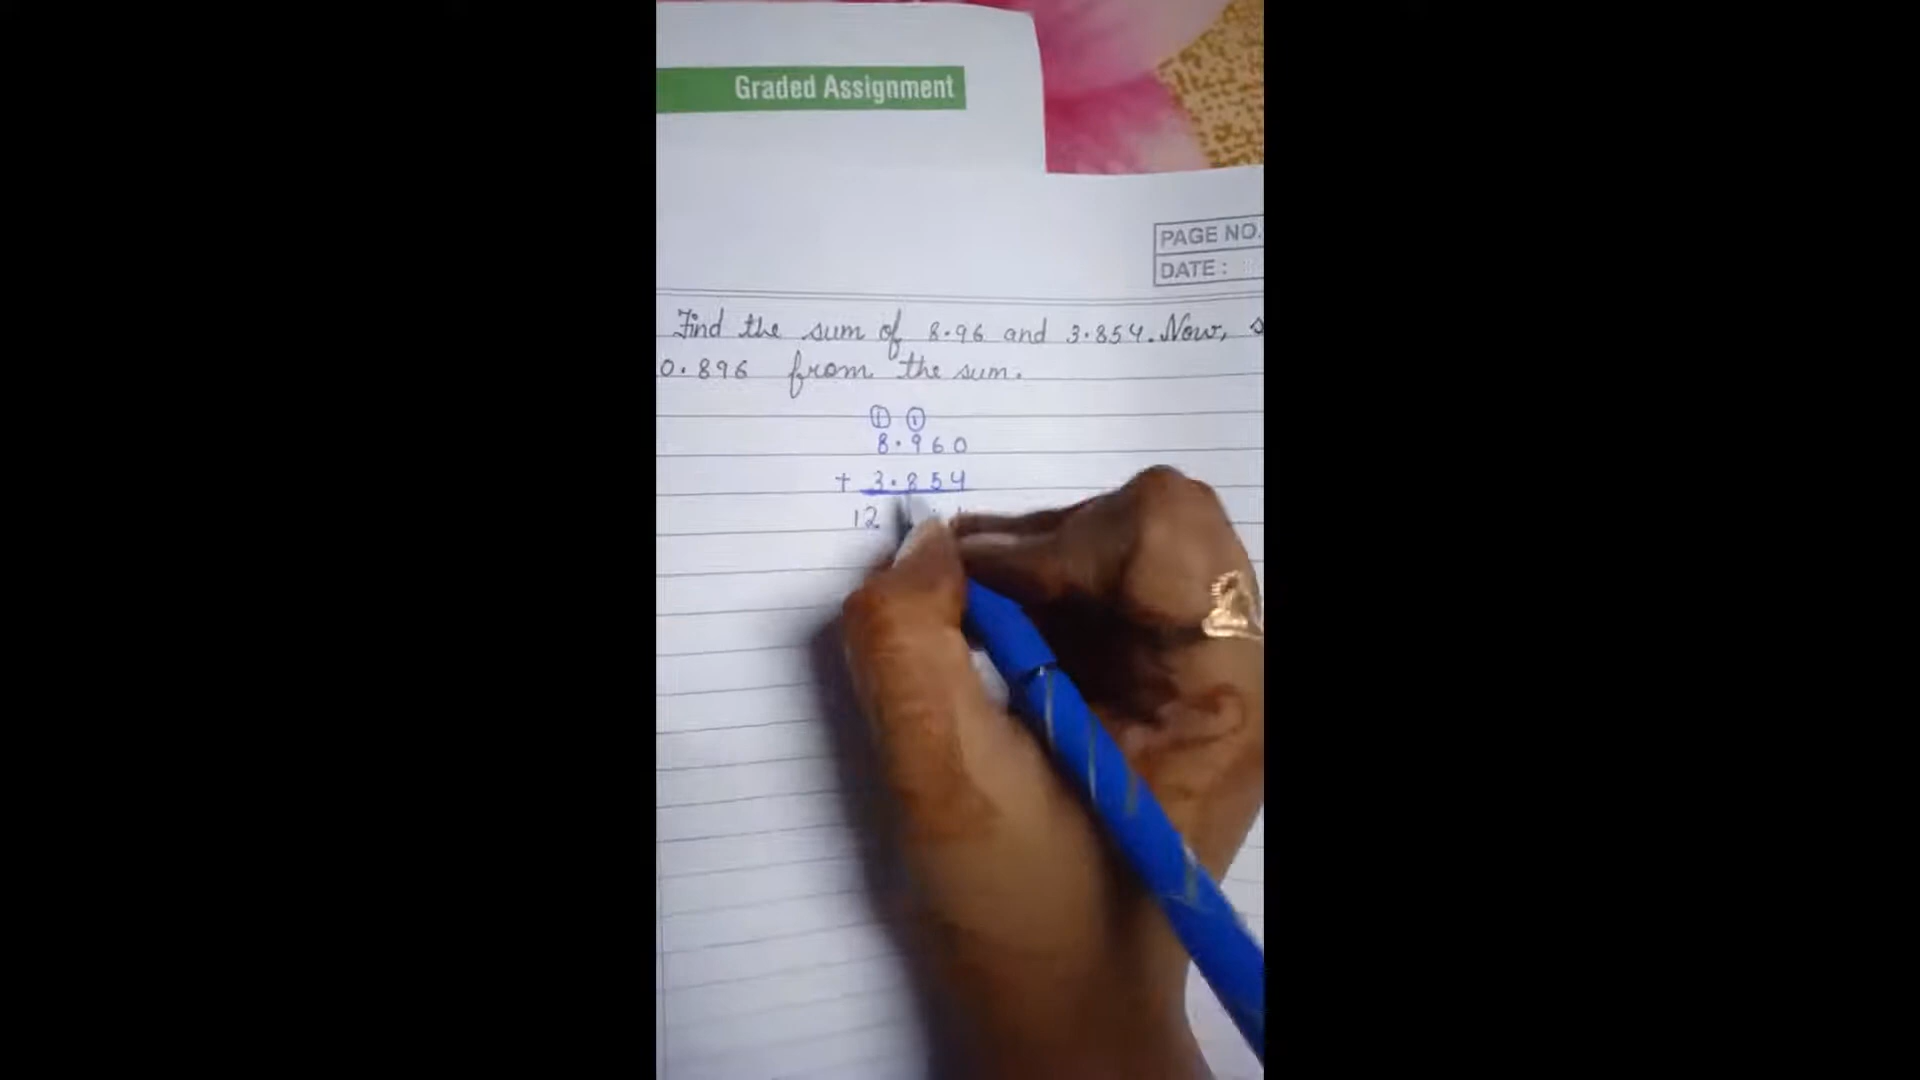 Graded Assignment
PAGE NO.
DATE :
Find the sum of 8.96 and 3.854. Now,
0.896 from the sum.
1 1
8.960
+ 3.854
12